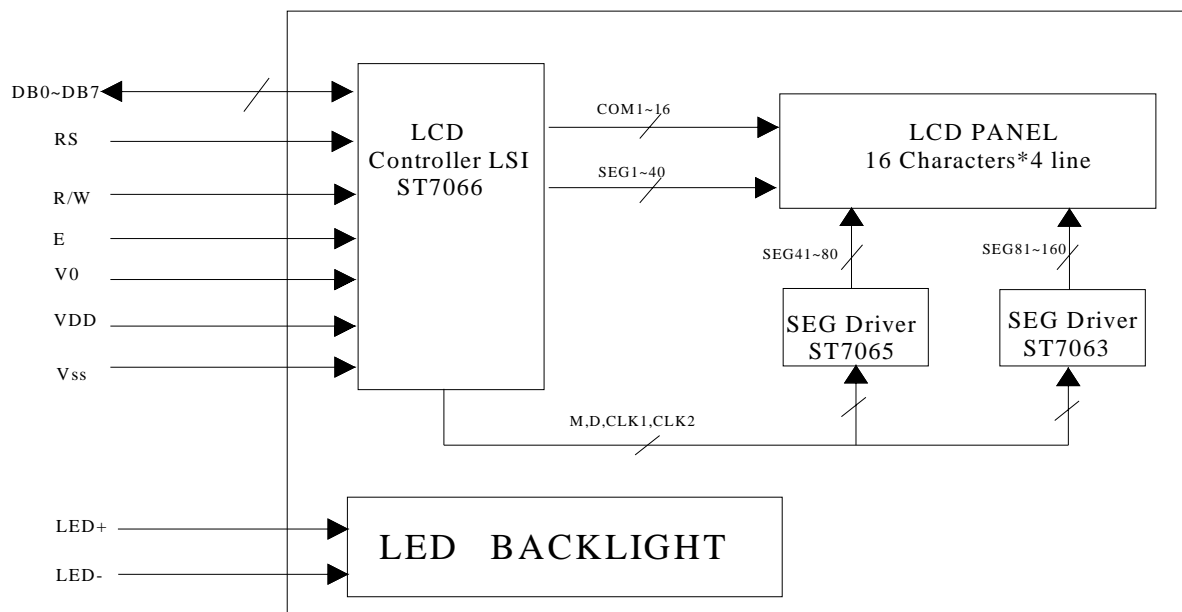 DB0~DB7
RS
R/W
E
V0
VDD
Vss
LCD
Controller LSI
ST7066
COM1~16
SEG1~40
LCD PANEL
16 Characters*4 line
SEG41~80
SEG81~160
SEG Driver
ST7065
SEG Driver
ST7063
M,D,CLK1,CLK2
LED+
LED-
LED BACKLIGHT